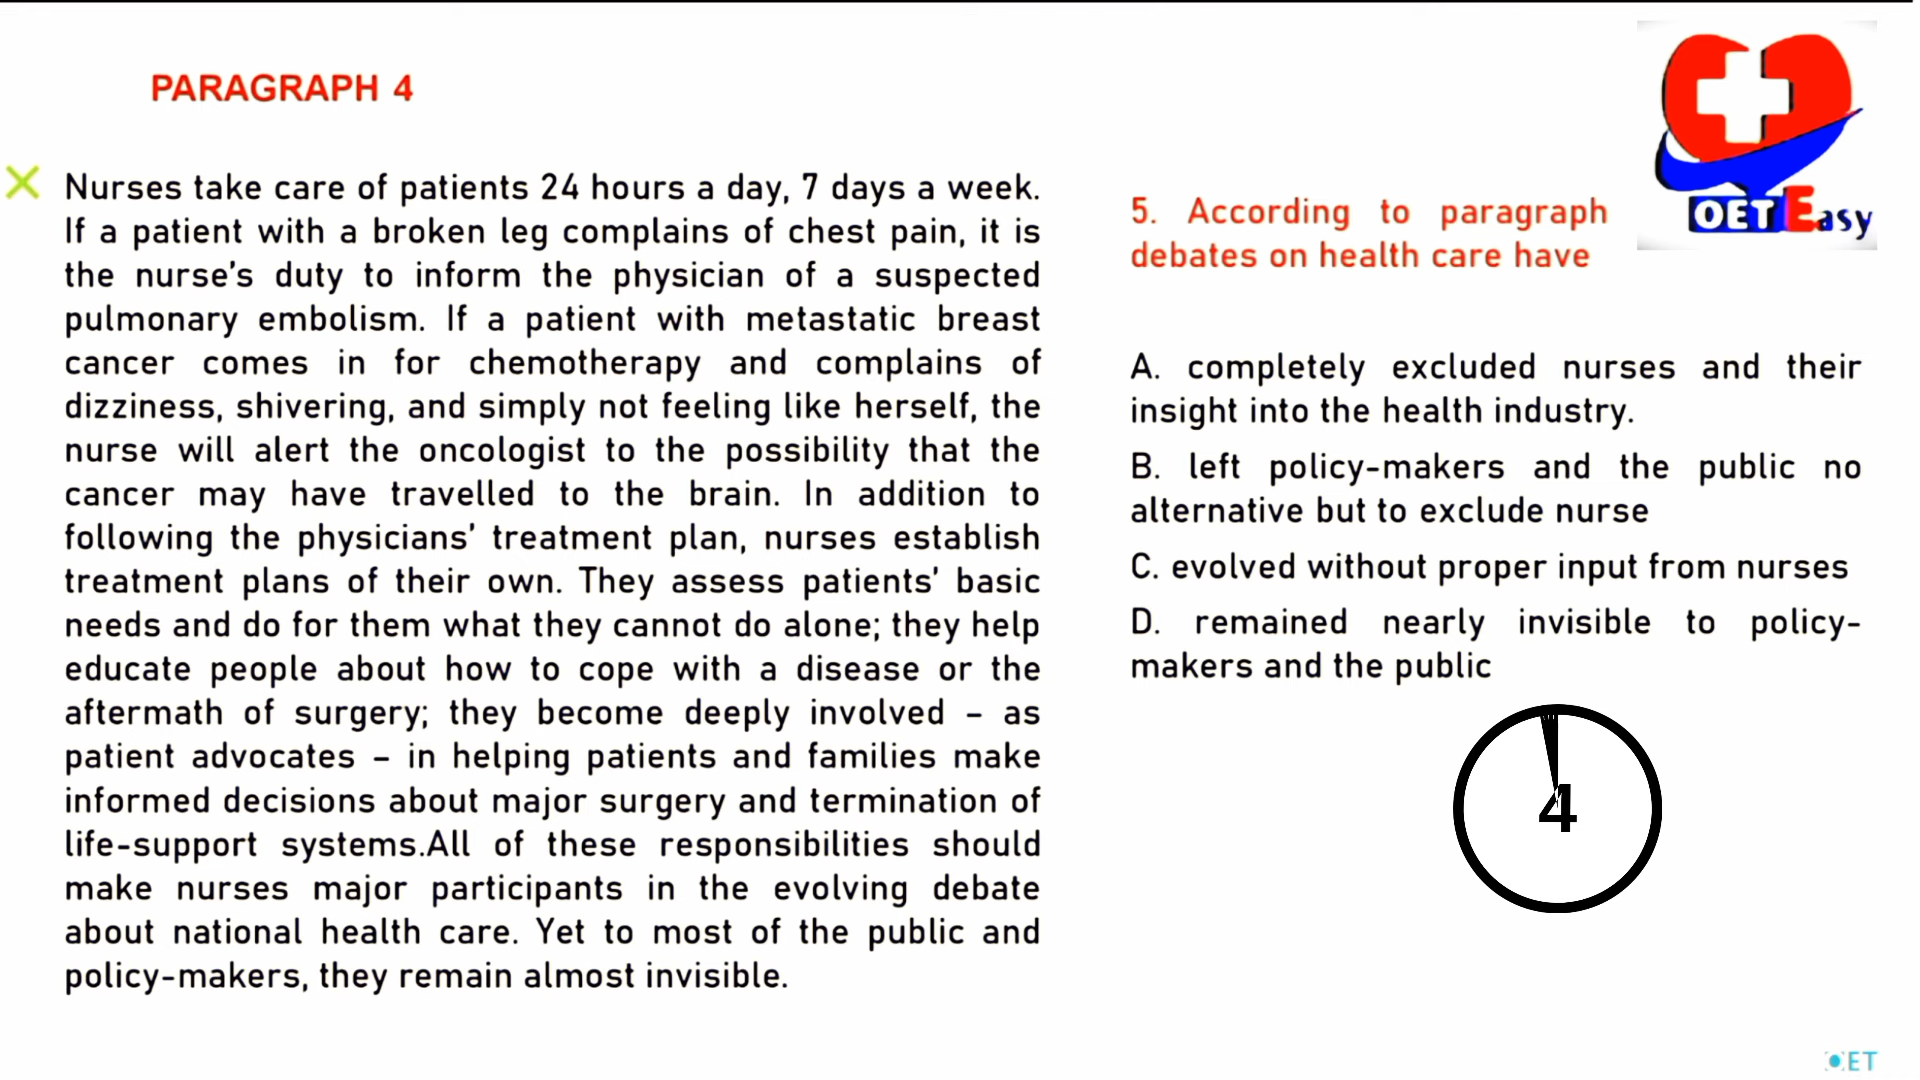 PARAGRAPH 4
Nurses take care of patients 24 hours a day, 7 days a week.
If a patient with a broken leg complains of chest pain, it is
the nurse's duty to inform the physician of a suspected
pulmonary embolism. If a patient with metastatic breast
cancer comes in for chemotherapy and complains of
dizziness, shivering, and simply not feeling like herself, the
nurse will alert the oncologist to the possibility that the
cancer may have travelled to the brain. In addition to
following the physicians' treatment plan, nurses establish
treatment plans of their own. They assess patients' basic
needs and do for them what they cannot do alone; they help
educate people about how to cope with a disease or the
aftermath of surgery; they become deeply involved – as
patient advocates – in helping patients and families make
informed decisions about major surgery and termination of
life-support systems.All of these responsibilities should
make nurses major participants in the evolving debate
about national health care. Yet to most of the public and
policy-makers, they remain almost invisible.
OET Easy
5. According to paragraph
debates on health care have
A. completely excluded nurses and their
insight into the health industry.
B. left policy-makers and the public no
alternative but to exclude nurse
C. evolved without proper input from nurses
D. remained nearly invisible to policy-
makers and the public
4
OET